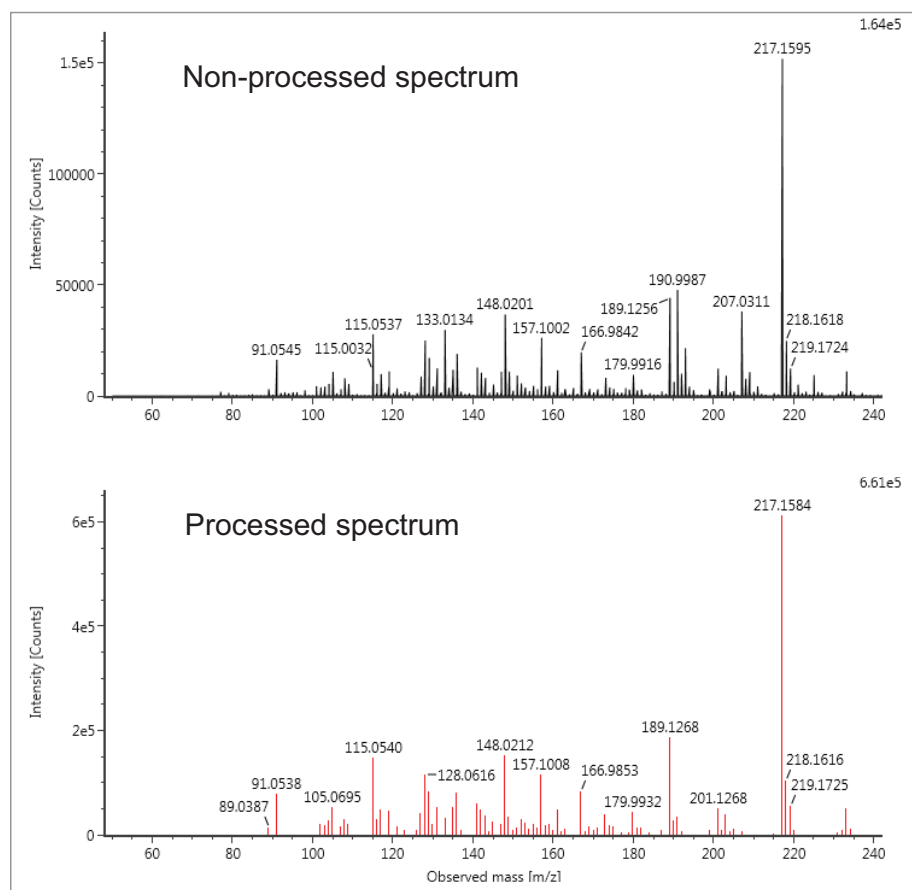 1.64e5
217.1595
1.5e5
Non-processed spectrum
Intensity [Counts]
100000
50000
190.9987
189.1256
148.0201
207.0311
133.0134
115.0537
157.1002
166.9842
218.1618
115.0032
91.0545
179.9916
219.1724
0
60 80 100 120 140 160 180 200 220 240
6.61e5
217.1584
6e5
Processed spectrum
Intensity [Counts]
4e5
2e5
189.1268
115.0540
148.0212
157.1008
128.0616
166.9853
218.1616
91.0538
219.1725
89.0387
105.0695
179.9932
201.1268
0
60 80 100 120 140 160 180 200 220 240
Observed mass [m/z]